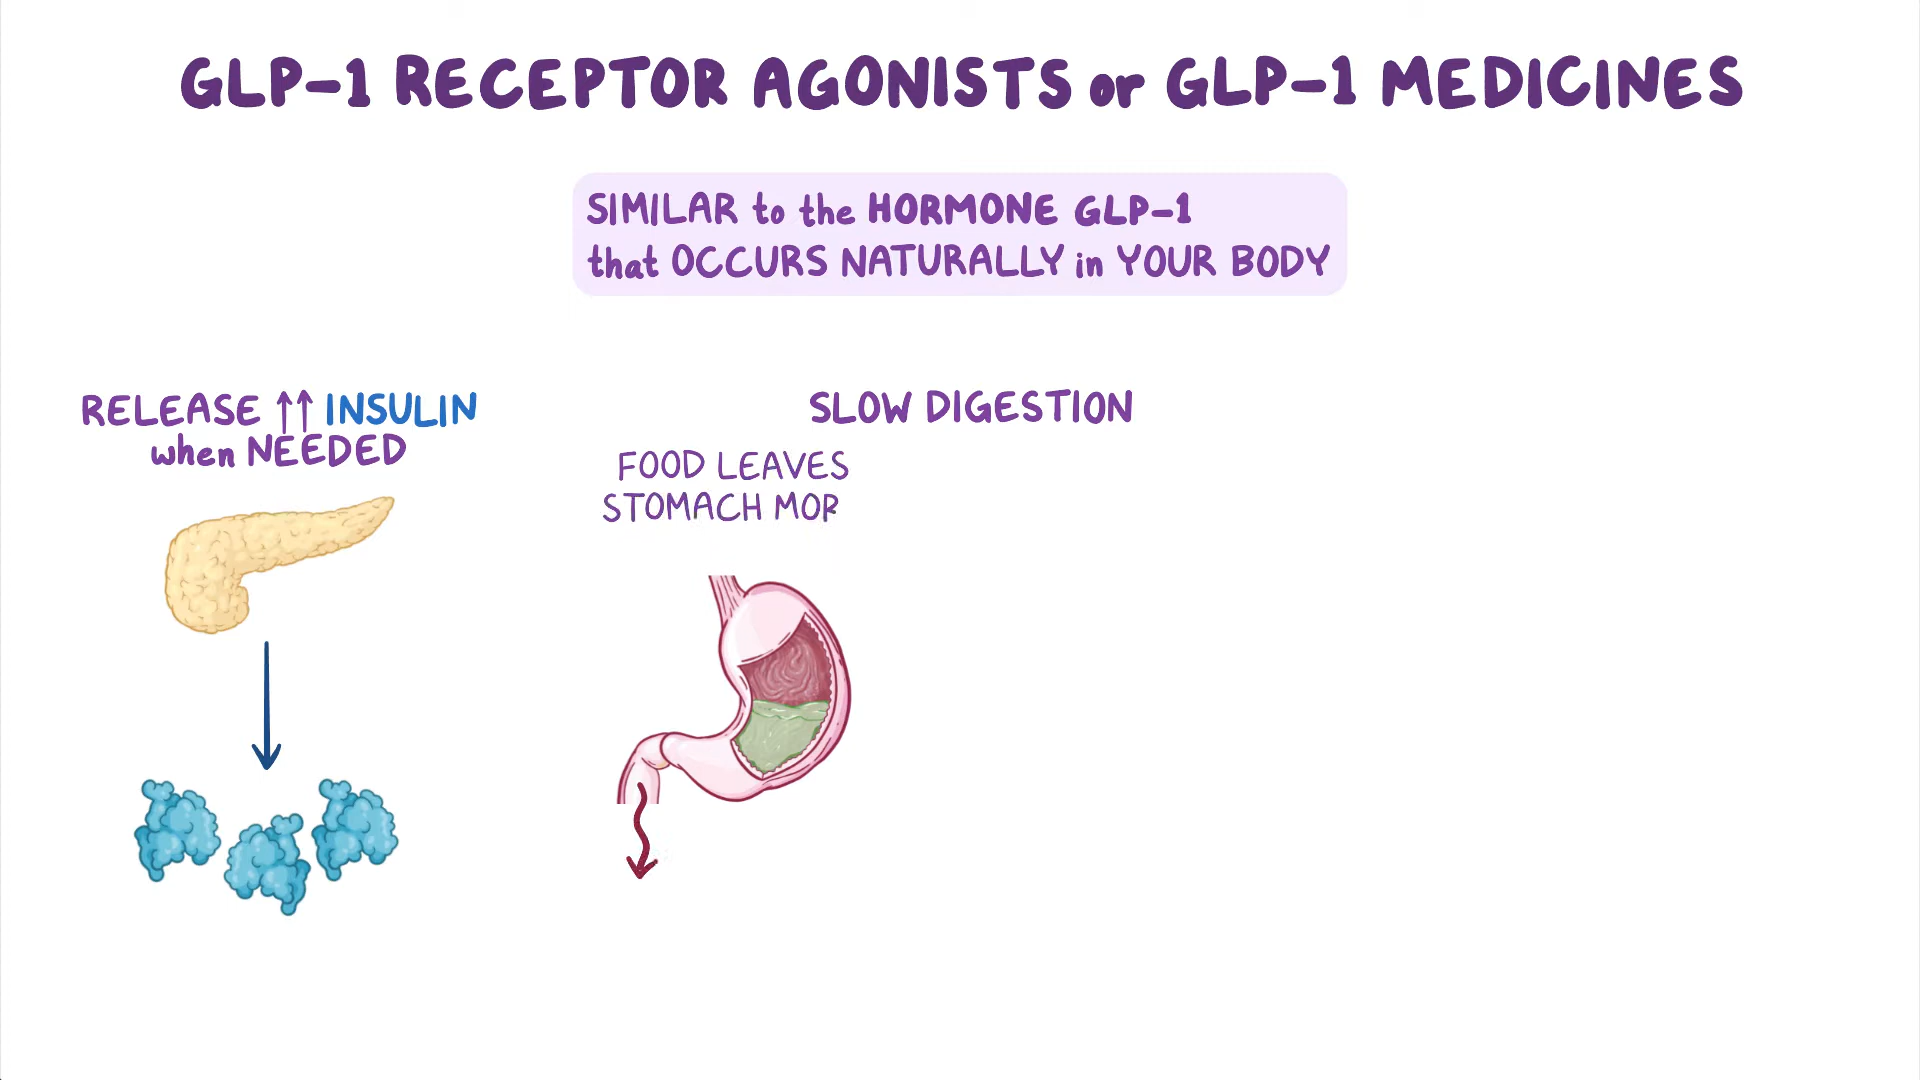 GLP-1 RECEPTOR AGONISTS or GLP-1 MEDICINES
SIMILAR to the HORMONE GLP-1
that OCCURS NATURALLY in YOUR BODY
RELEASE ↑↑ INSULIN
when NEEDED
SLOW DIGESTION
FOOD LEAVES
STOMACH MOR